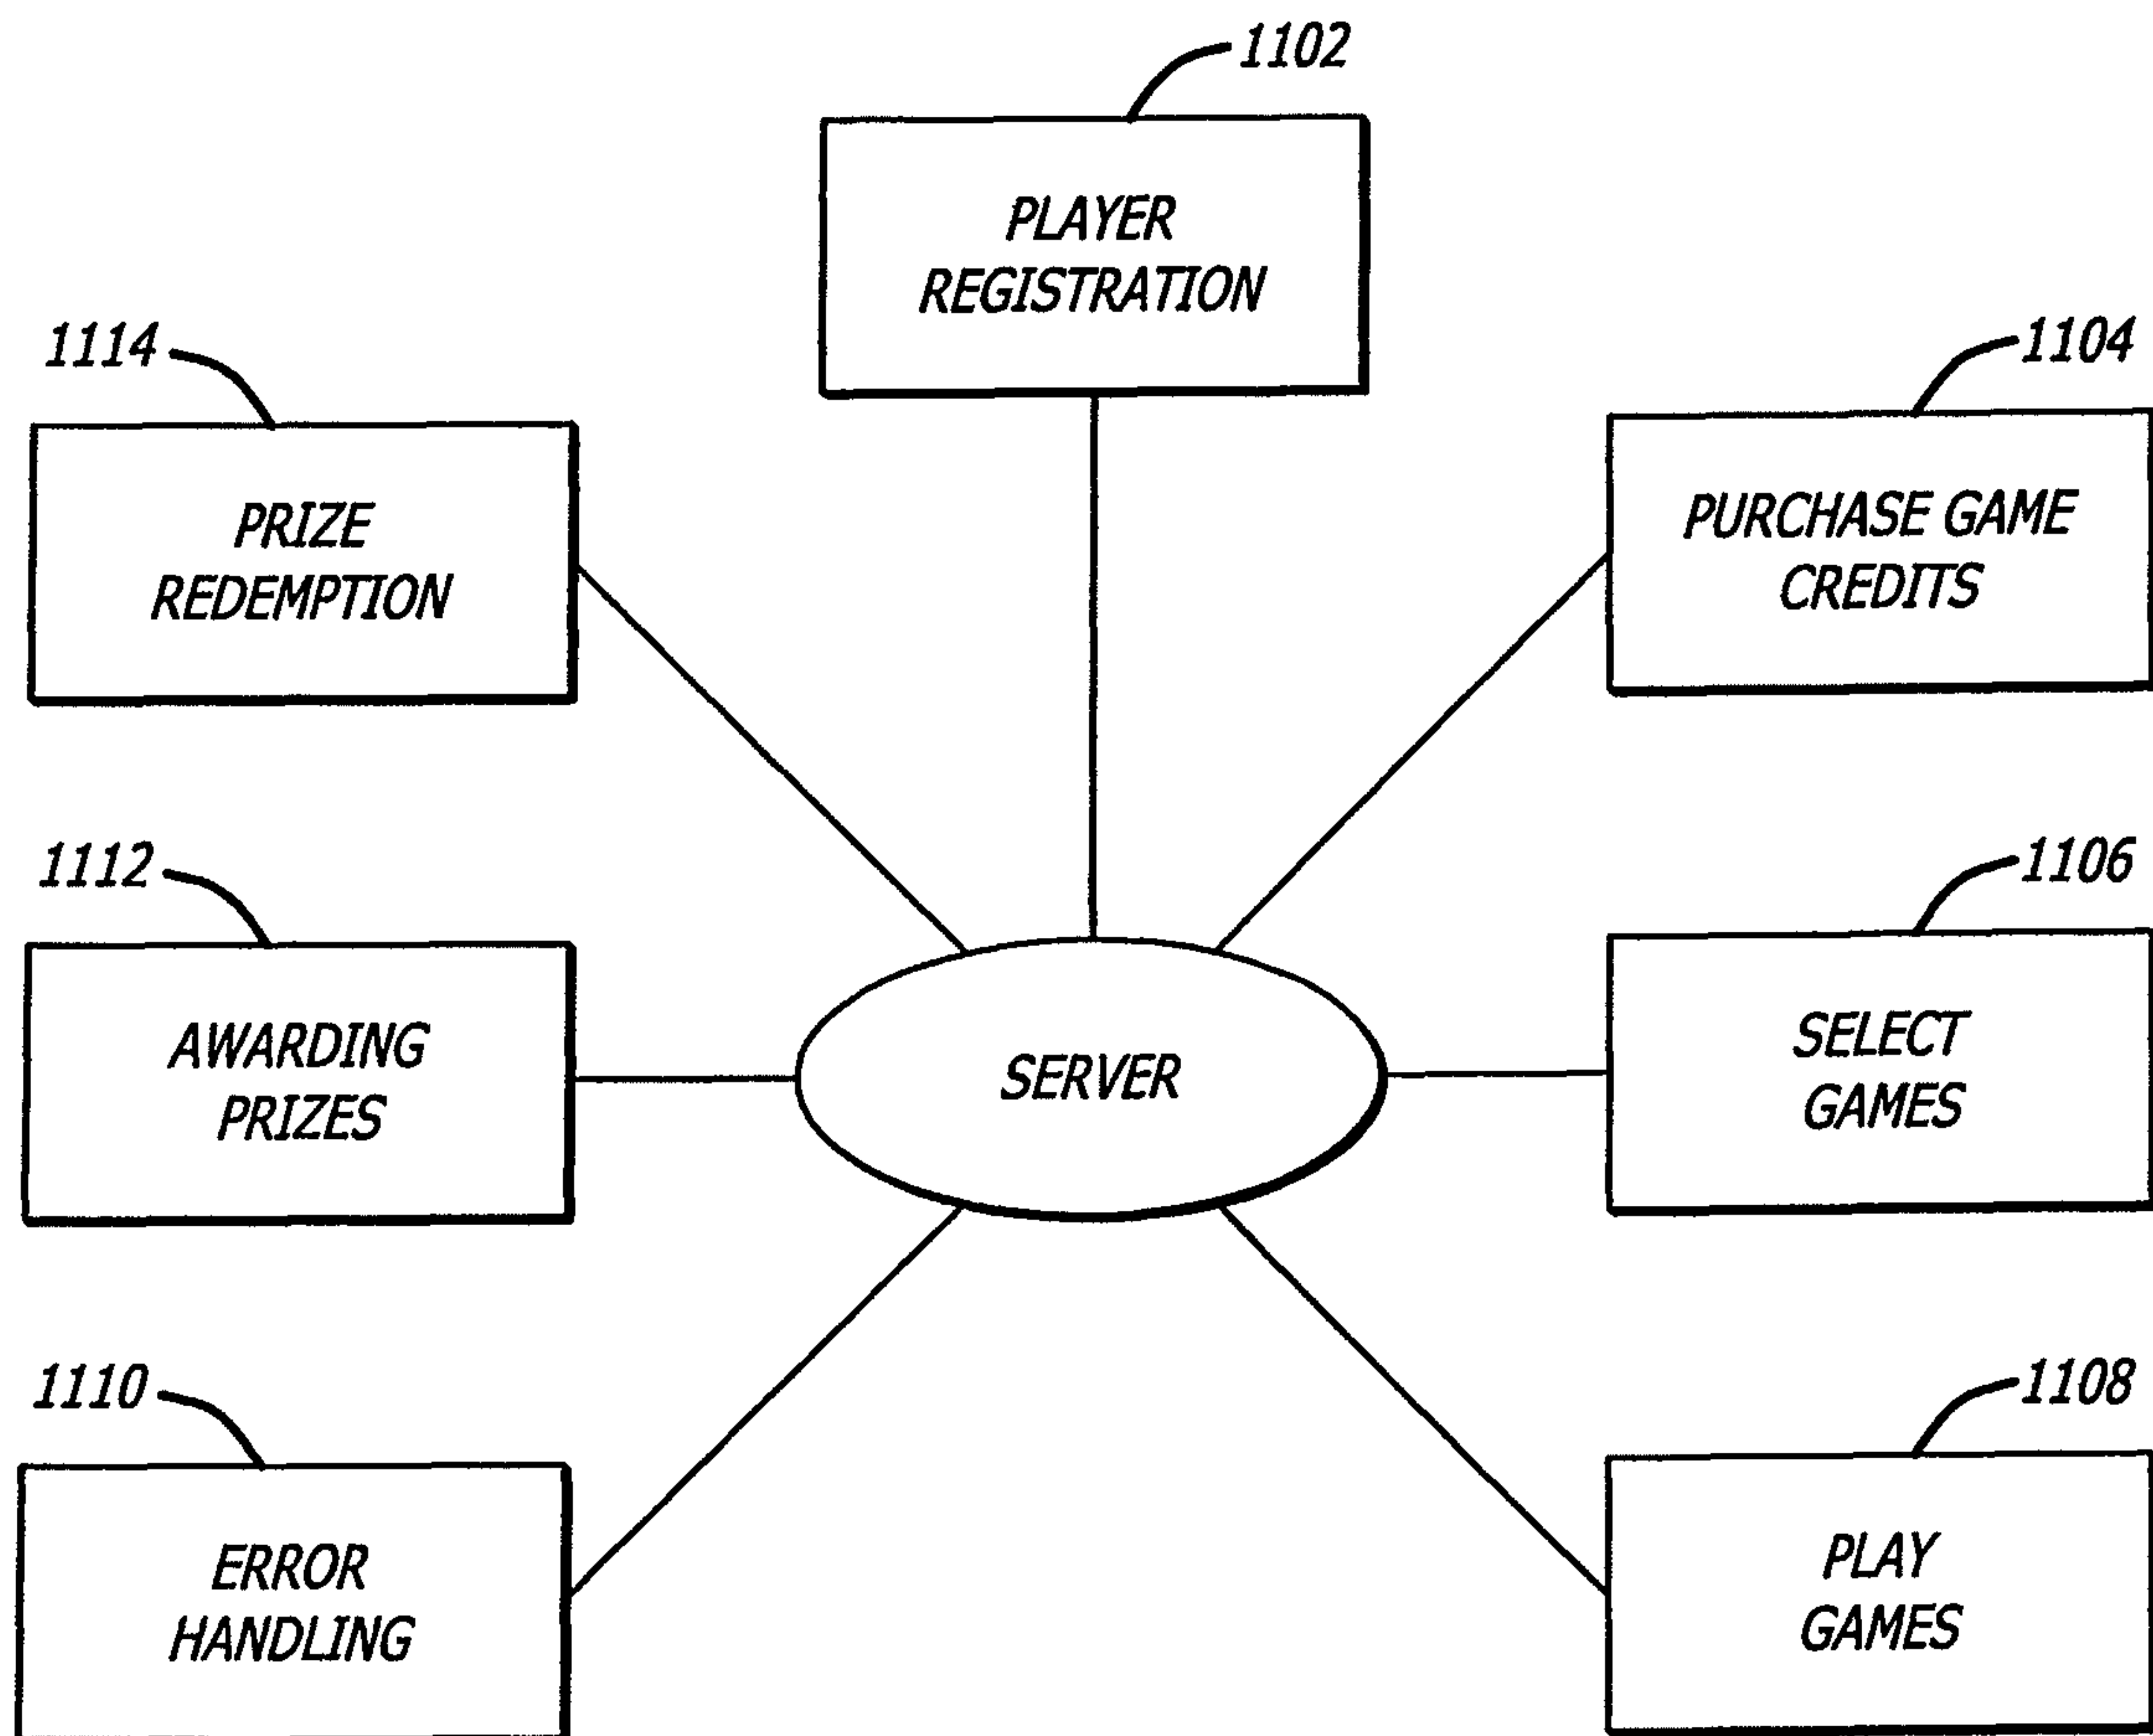 1102
PLAYER
REGISTRATION
1114
PRIZE
REDEMPTION
1104
PURCHASE GAME
CREDITS
1112
AWARDING
PRIZES
SERVER
1106
SELECT
GAMES
1110
ERROR
HANDLING
1108
PLAY
GAMES